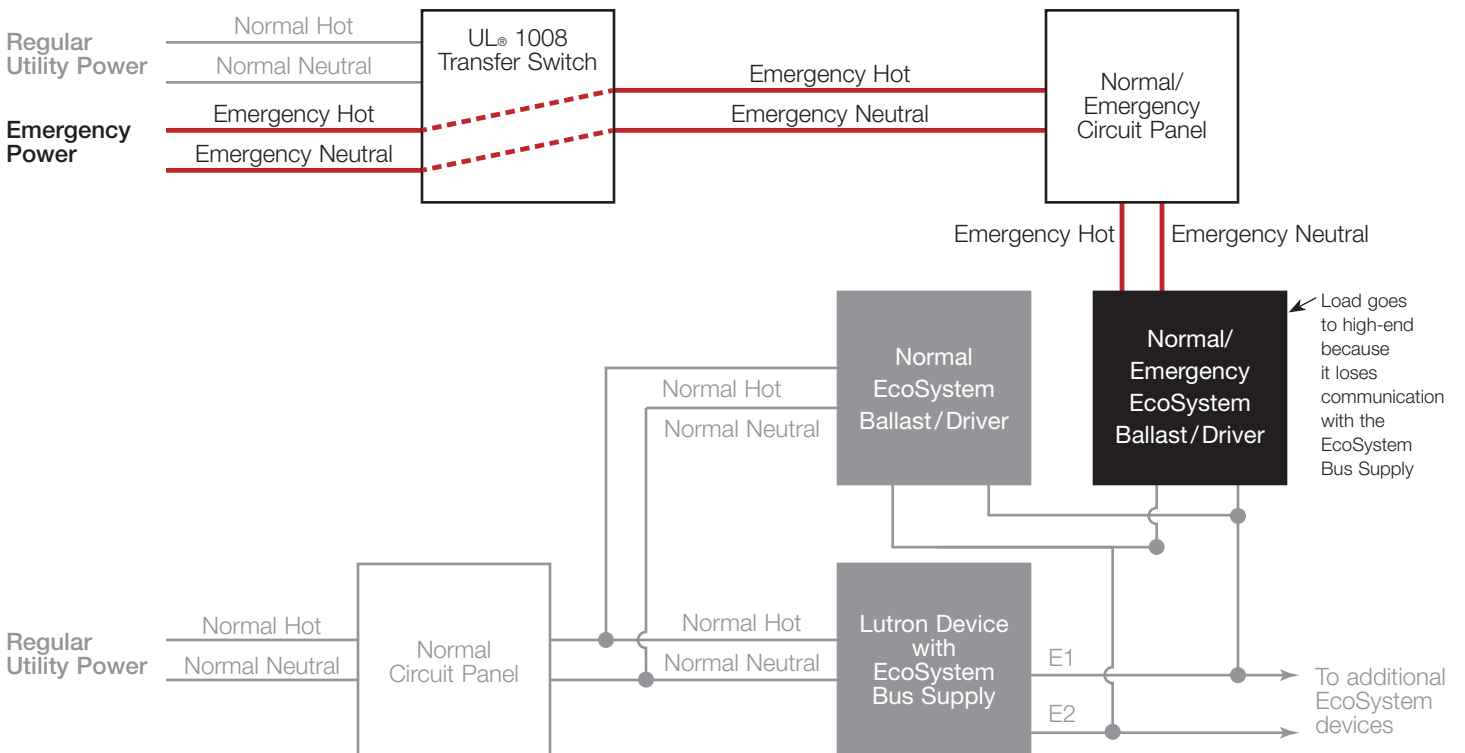 Regular
Utility Power
Normal Hot
Normal Neutral
UL® 1008
Transfer Switch
Emergency
Power
Emergency Hot
Emergency Neutral
Emergency Hot
Emergency Neutral
Normal/
Emergency
Circuit Panel
Emergency Hot
Emergency Neutral
Normal
EcoSystem
Ballast/Driver
Normal/
Emergency
EcoSystem
Ballast/Driver
Load goes
to high-end
because
it loses
communication
with the
EcoSystem
Bus Supply
Normal Hot
Normal Neutral
Regular
Utility Power
Normal Hot
Normal Neutral
Normal
Circuit Panel
Normal Hot
Normal Neutral
Lutron Device
with
EcoSystem
Bus Supply
E1
E2
To additional
EcoSystem
devices